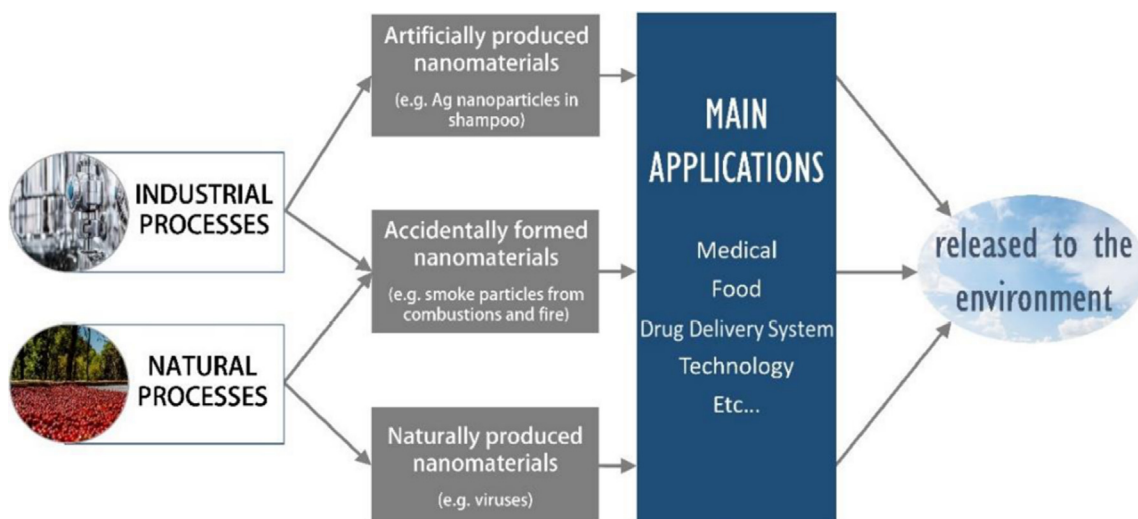 INDUSTRIAL
PROCESSES
NATURAL
PROCESSES
Artificially produced
nanomaterials
(e.g. Ag nanoparticles in
shampoo)
Accidentally formed
nanomaterials
(e.g. smoke particles from
combustions and fire)
Naturally produced
nanomaterials
(e.g. viruses)
MAIN
APPLICATIONS
Medical
Food
Drug Delivery System
Technology
Etc...
released to the
environment